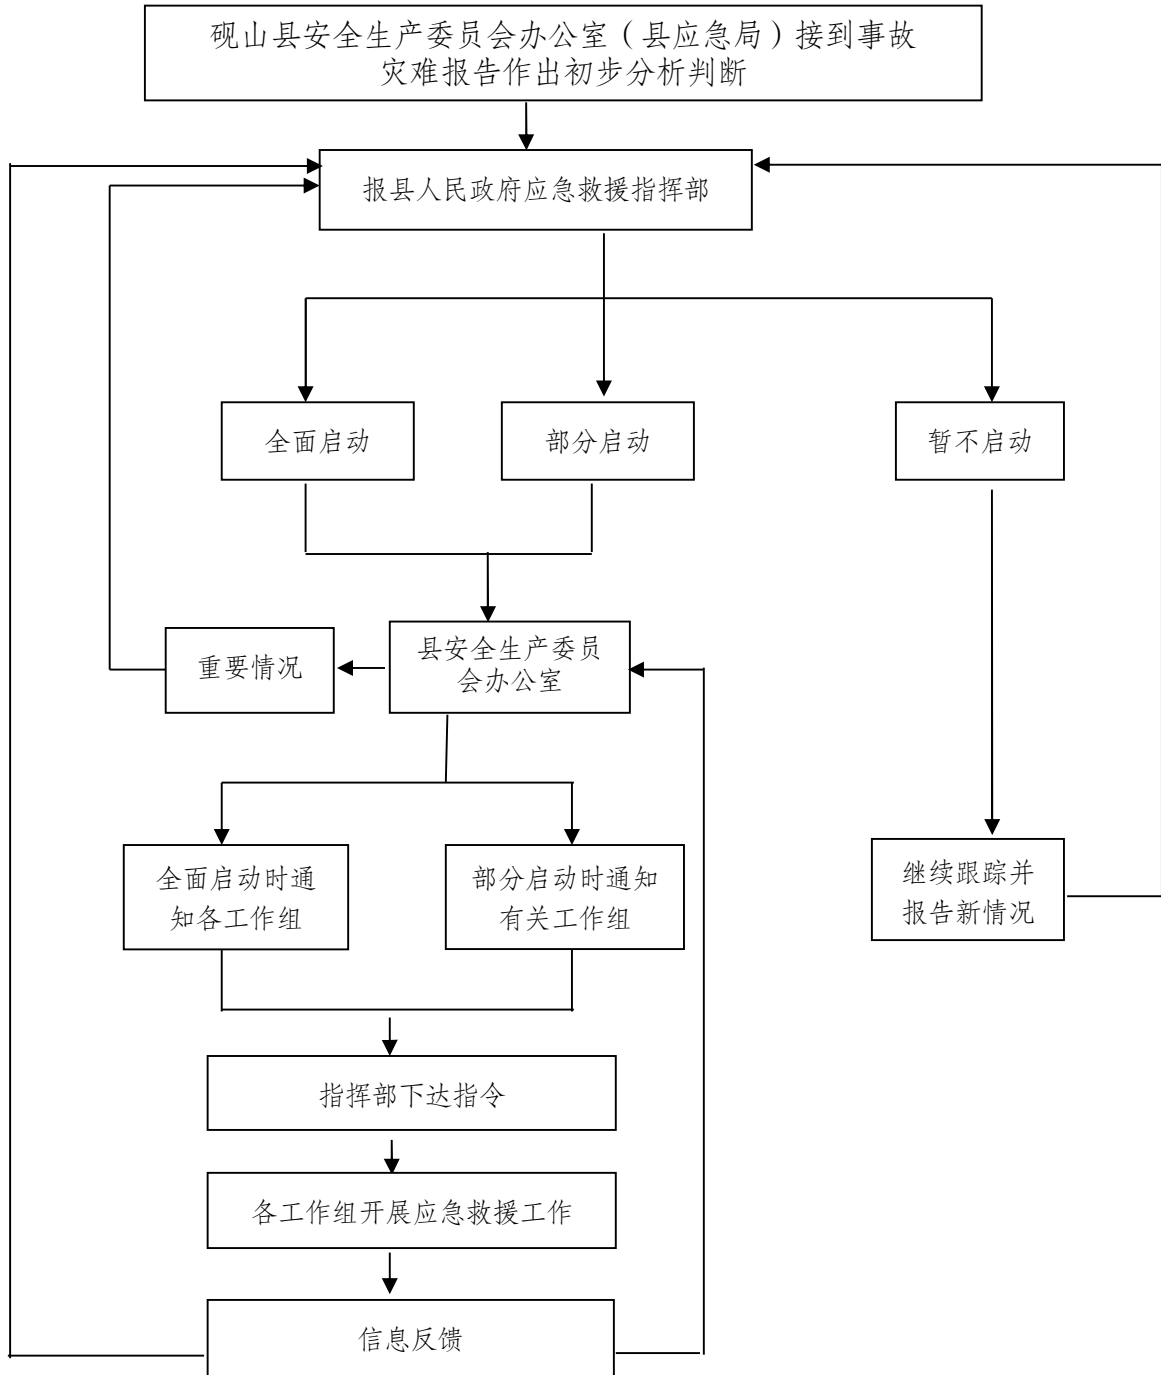 砚山县安全生产委员会办公室（县应急局）接到事故
灾难报告作出初步分析判断
报县人民政府应急救援指挥部
全面启动
部分启动
暂不启动
重要情况
县安全生产委员
会办公室
全面启动时通
知各工作组
部分启动时通知
有关工作组
继续跟踪并
报告新情况
指挥部下达指令
各工作组开展应急救援工作
信息反馈